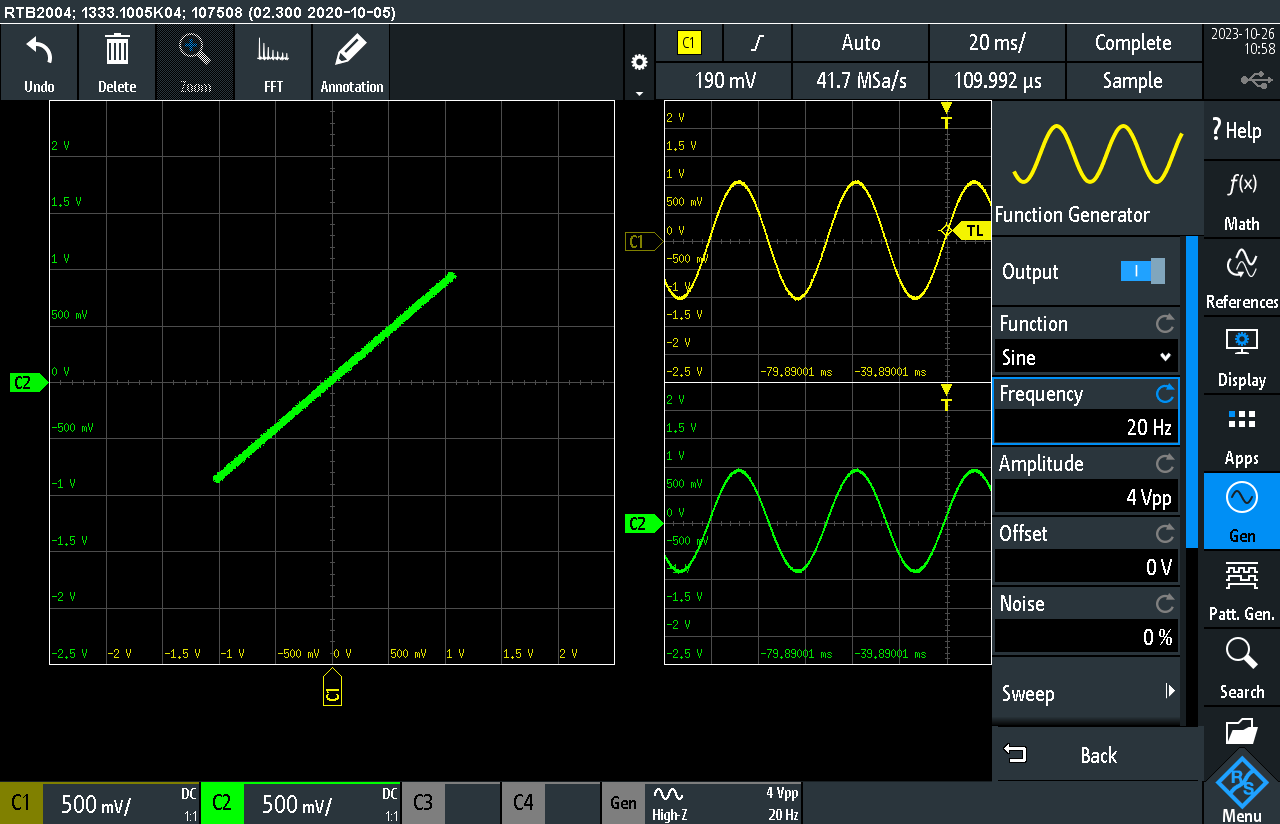 RTB2004; 1333.1005K04; 107508 (02.300 2020-10-05)
Undo
Delete
Zoom
FFT
Annotation
C1
Auto
20 ms/
Complete
190 mV
41.7 MSa/s
109.992 µs
Sample
2023-10-26
10:58
2 V
1.5 V
1 V
500 mV
0 V
-500 mV
-1 V
-1.5 V
-2 V
-2.5 V
-2 V
-1.5 V
-1 V
-500 mV
0 V
500 mV
1 V
1.5 V
2 V
C2
C1
2 V
1.5 V
1 V
500 mV
0 V
-500 mV
-1 V
-1.5 V
-2 V
-2.5 V
-79.89001 ms
-39.89001 ms
T
TL
C1
2 V
1.5 V
1 V
500 mV
0 V
-500 mV
-1 V
-1.5 V
-2 V
-2.5 V
-79.89001 ms
-39.89001 ms
T
C2
Function Generator
Output
I
Function
Sine
Frequency
20 Hz
Amplitude
4 Vpp
Offset
0 V
Noise
0 %
Sweep
Back
? Help
f(x)
Math
References
Display
Apps
Gen
Patt. Gen.
Search
R S
Menu
C1
500 mV/
DC
1:1
C2
500 mV/
DC
1:1
C3
C4
Gen
High-Z
4 Vpp
20 Hz